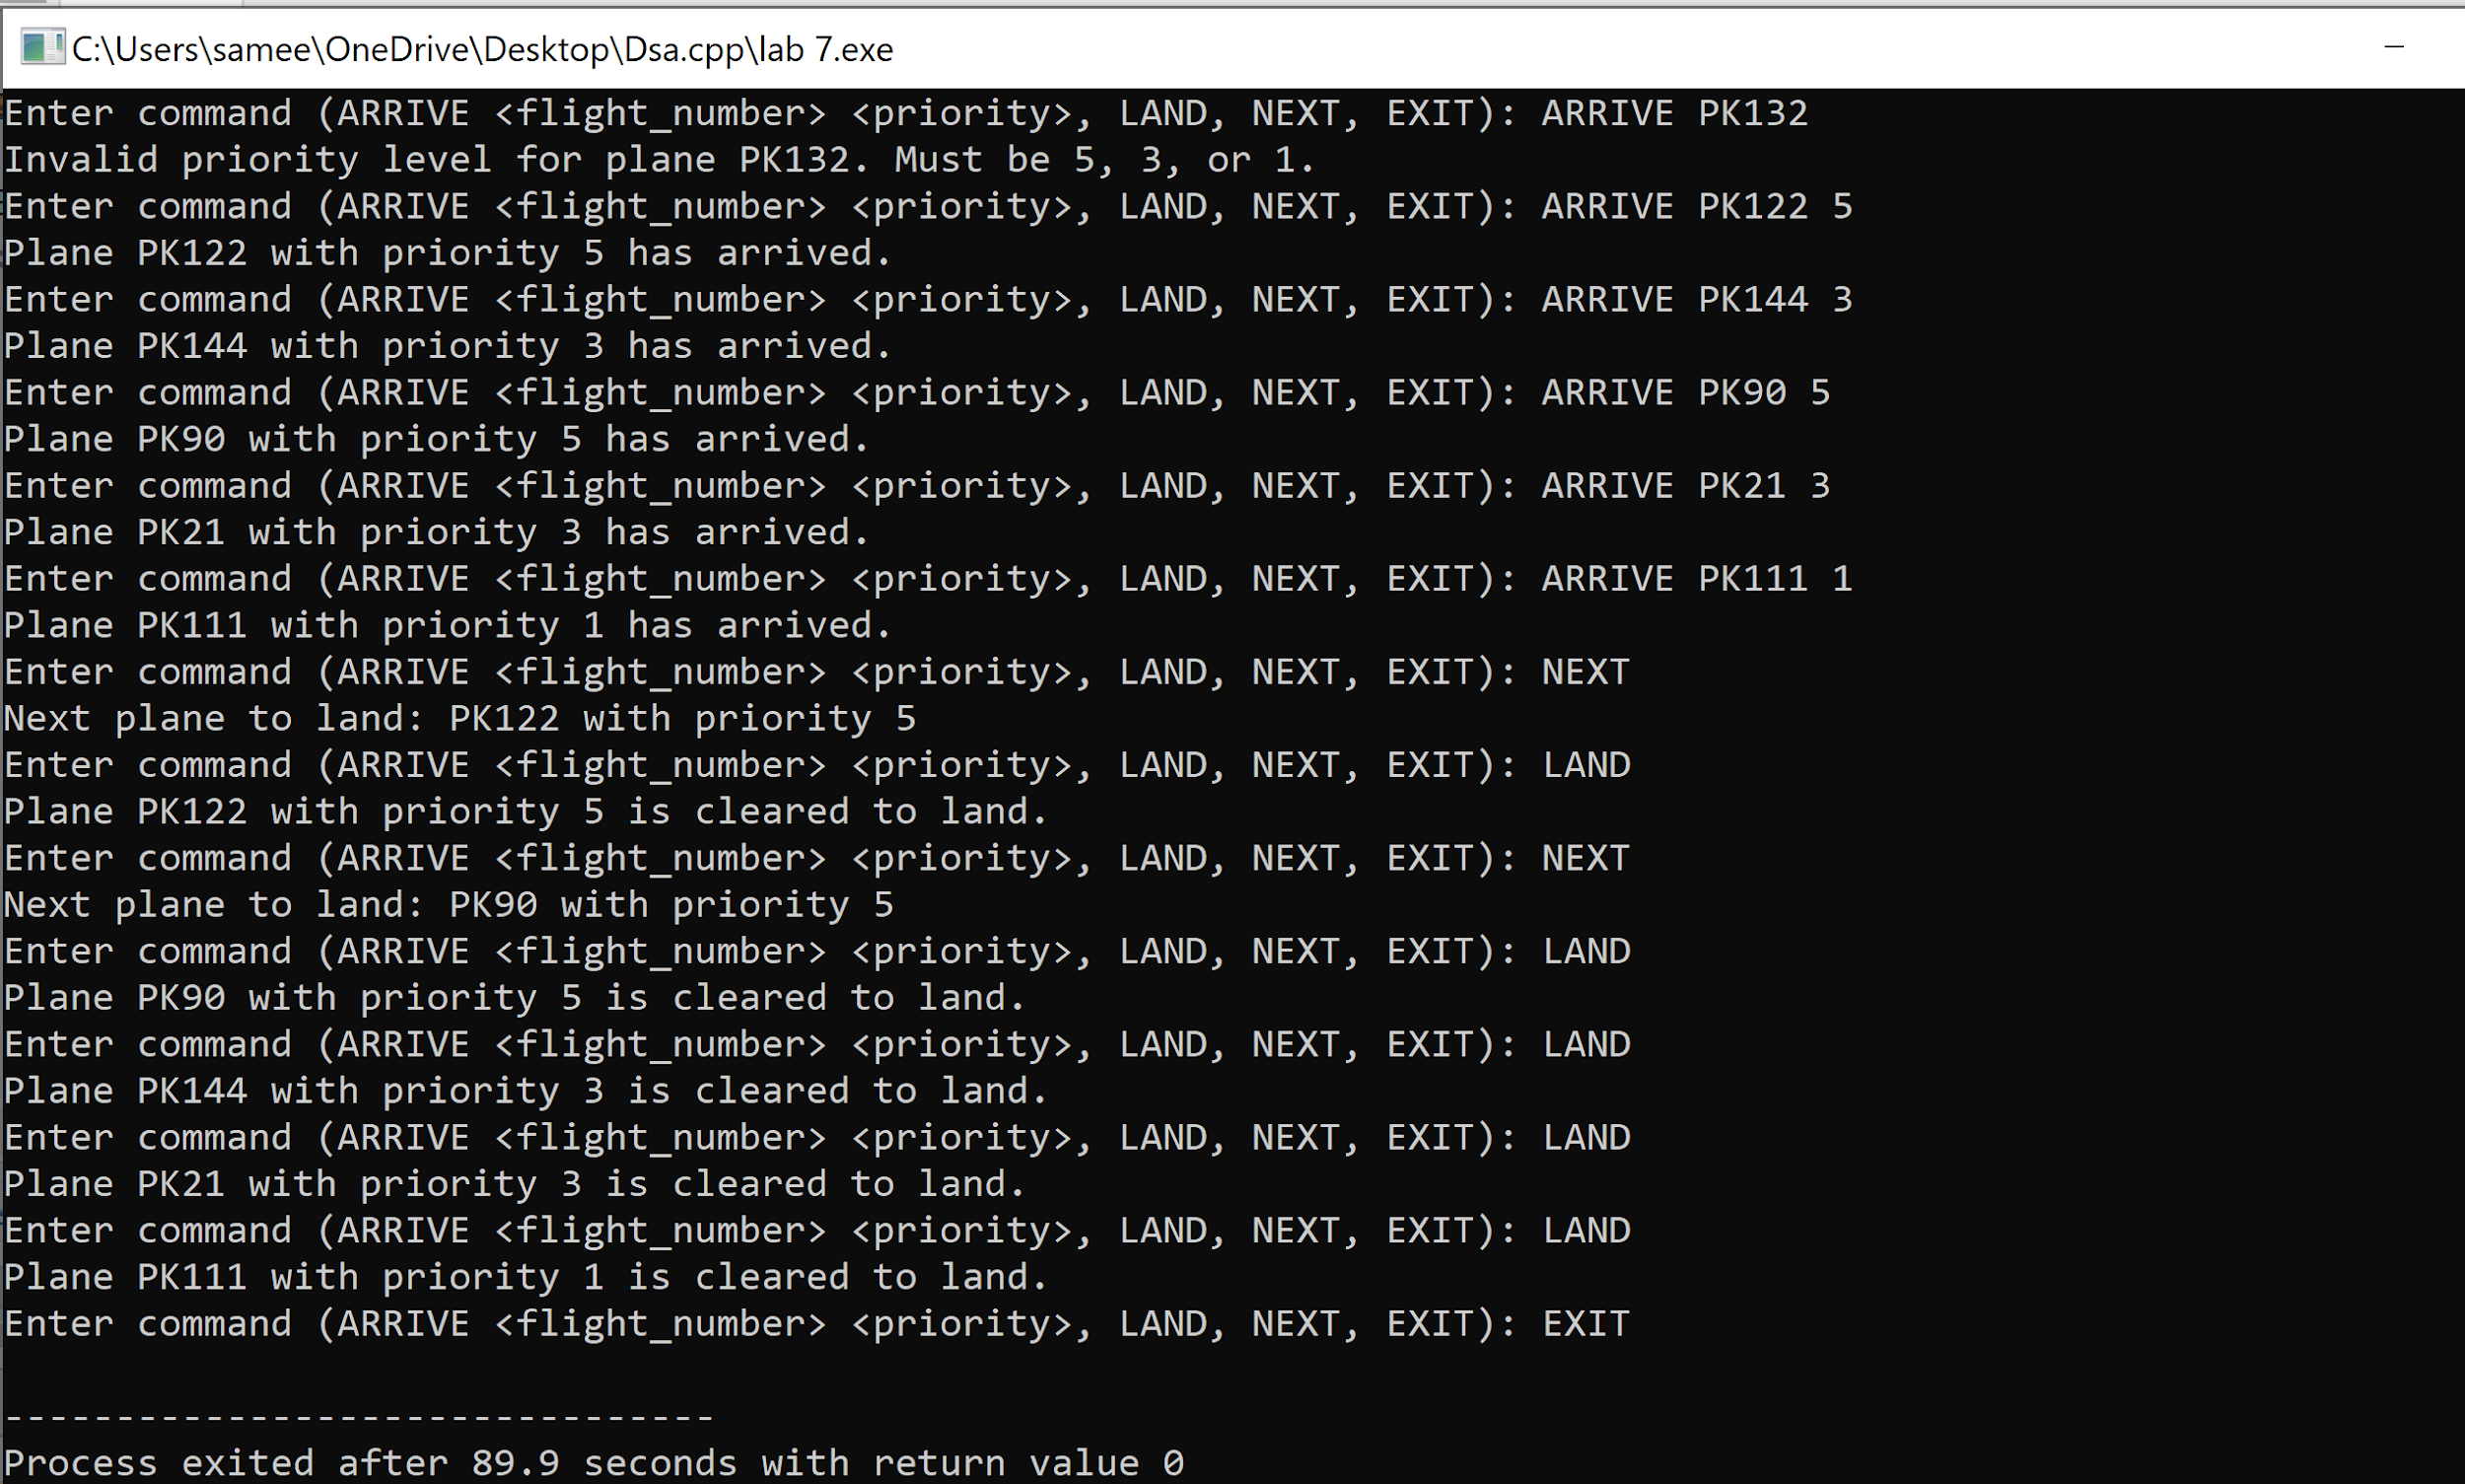 C:\Users\samee\OneDrive\Desktop\Dsa.cpp\lab 7.exe
Enter command (ARRIVE <flight_number> <priority>, LAND, NEXT, EXIT): ARRIVE PK132
Invalid priority level for plane PK132. Must be 5, 3, or 1.
Enter command (ARRIVE <flight_number> <priority>, LAND, NEXT, EXIT): ARRIVE PK122 5
Plane PK122 with priority 5 has arrived.
Enter command (ARRIVE <flight_number> <priority>, LAND, NEXT, EXIT): ARRIVE PK144 3
Plane PK144 with priority 3 has arrived.
Enter command (ARRIVE <flight_number> <priority>, LAND, NEXT, EXIT): ARRIVE PK90 5
Plane PK90 with priority 5 has arrived.
Enter command (ARRIVE <flight_number> <priority>, LAND, NEXT, EXIT): ARRIVE PK21 3
Plane PK21 with priority 3 has arrived.
Enter command (ARRIVE <flight_number> <priority>, LAND, NEXT, EXIT): ARRIVE PK111 1
Plane PK111 with priority 1 has arrived.
Enter command (ARRIVE <flight_number> <priority>, LAND, NEXT, EXIT): NEXT
Next plane to land: PK122 with priority 5
Enter command (ARRIVE <flight_number> <priority>, LAND, NEXT, EXIT): LAND
Plane PK122 with priority 5 is cleared to land.
Enter command (ARRIVE <flight_number> <priority>, LAND, NEXT, EXIT): NEXT
Next plane to land: PK90 with priority 5
Enter command (ARRIVE <flight_number> <priority>, LAND, NEXT, EXIT): LAND
Plane PK90 with priority 5 is cleared to land.
Enter command (ARRIVE <flight_number> <priority>, LAND, NEXT, EXIT): LAND
Plane PK144 with priority 3 is cleared to land.
Enter command (ARRIVE <flight_number> <priority>, LAND, NEXT, EXIT): LAND
Plane PK21 with priority 3 is cleared to land.
Enter command (ARRIVE <flight_number> <priority>, LAND, NEXT, EXIT): LAND
Plane PK111 with priority 1 is cleared to land.
Enter command (ARRIVE <flight_number> <priority>, LAND, NEXT, EXIT): EXIT
--------------------------------
Process exited after 89.9 seconds with return value 0